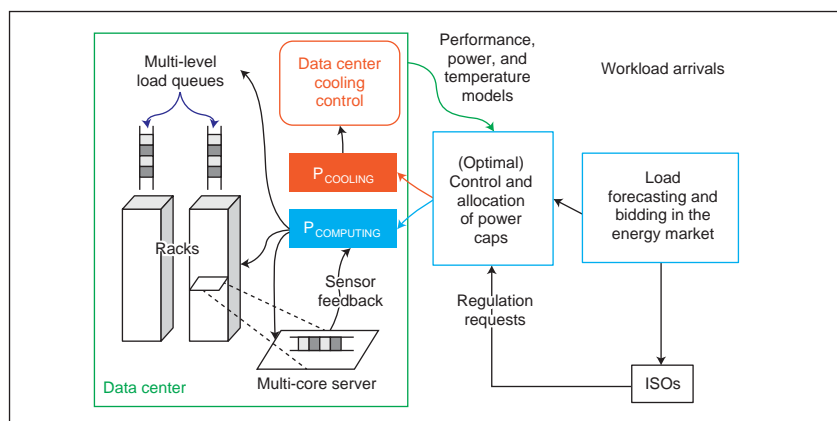 Multi-level
load queues
Data center
cooling
control
Performance,
power, and
temperature
models
Workload arrivals
P_COOLING
P_COMPUTING
(Optimal)
Control and
allocation
of power
caps
Load
forecasting and
bidding in the
energy market
Racks
Sensor
feedback
Regulation
requests
Multi-core server
Data center
ISOs